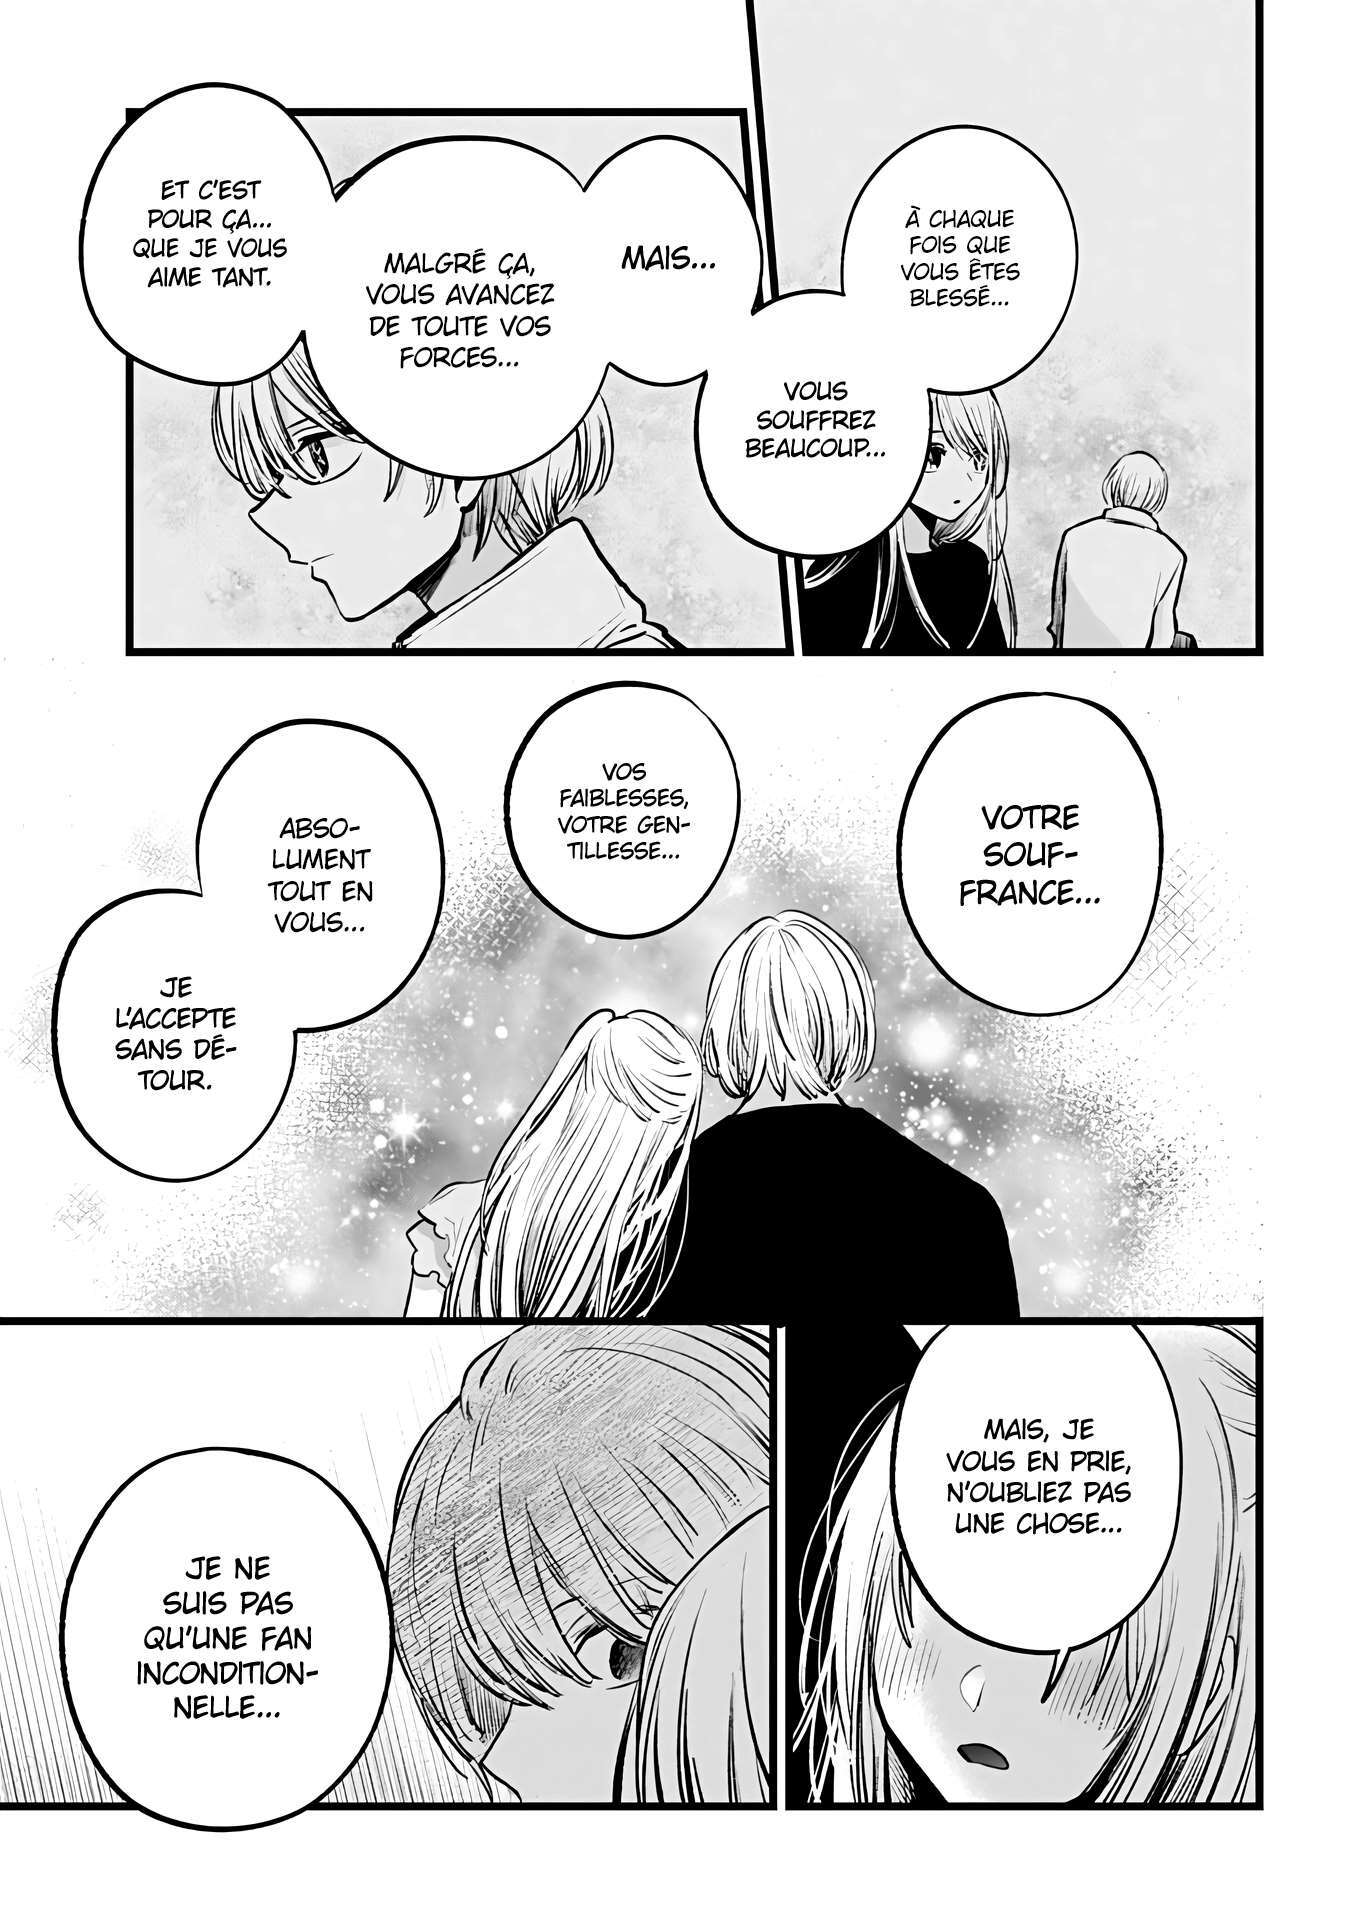 À CHAQUE
FOIS QUE
VOUS ÊTES
BLESSÉ...
VOUS
SOUFFREZ
BEAUCOUP...
MAIS...
MALGRÉ ÇA,
VOUS AVANCEZ
DE TOUTE VOS
FORCES...
ET C'EST
POUR ÇA...
QUE JE VOUS
AIME TANT.
VOTRE
SOUF-
FRANCE...
VOS
FAIBLESSES,
VOTRE GEN-
TILLESSE...
ABSO-
LUMENT
TOUT EN
VOUS...
JE
L'ACCEPTE
SANS DÉ-
TOUR.
MAIS, JE
VOUS EN PRIE,
N'OUBLIEZ PAS
UNE CHOSE...
JE NE
SUIS PAS
QU'UNE FAN
INCONDITION-
NELLE...